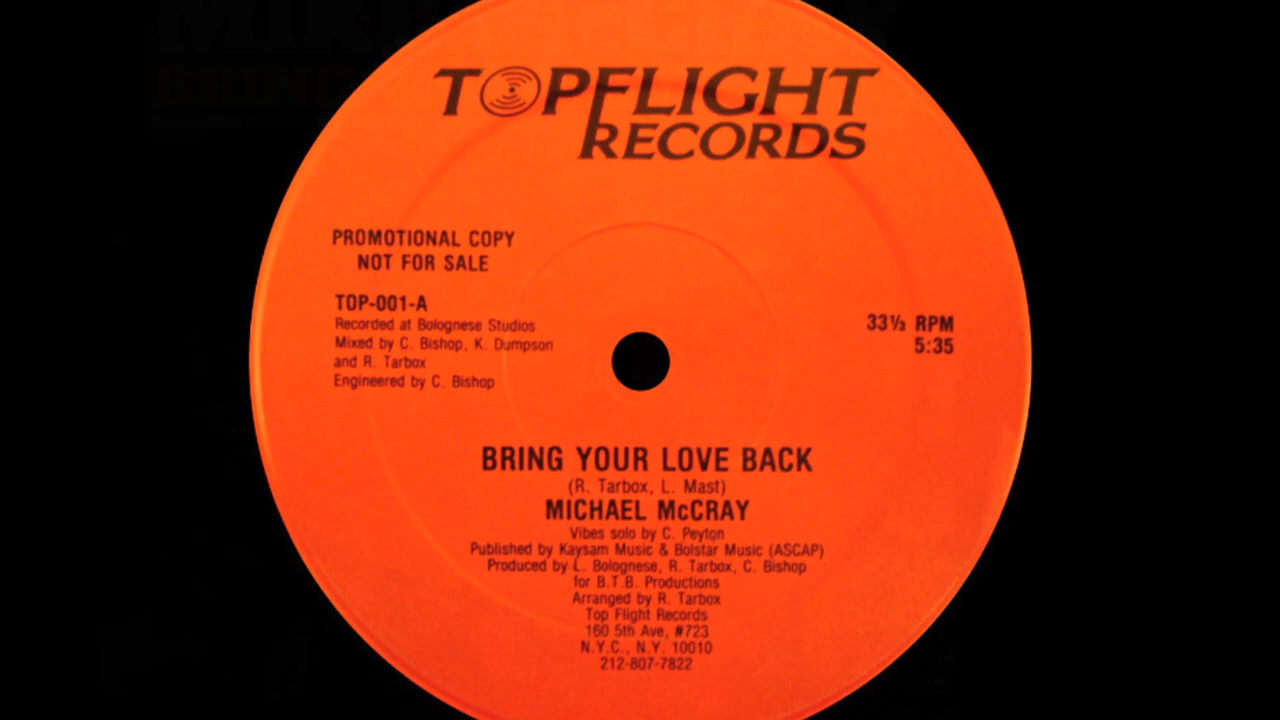 TOPFLIGHT
RECORDS
PROMOTIONAL COPY
NOT FOR SALE
TOP-001-A
Recorded at Bolognese Studios
Mixed by C. Bishop, K. Dumpson
and R. Tarbox
Engineered by C. Bishop
33⅓ RPM
5:35
BRING YOUR LOVE BACK
(R. Tarbox, L. Mast)
MICHAEL McCRAY
Vibes solo by C. Peyton
Published by Kaysam Music & Bolstar Music (ASCAP)
Produced by L. Bolognese, R. Tarbox, C. Bishop
for B.T.B. Productions
Arranged by R. Tarbox
Top Flight Records
160 5th Ave, #723
N.Y.C., N.Y. 10010
212-807-7822